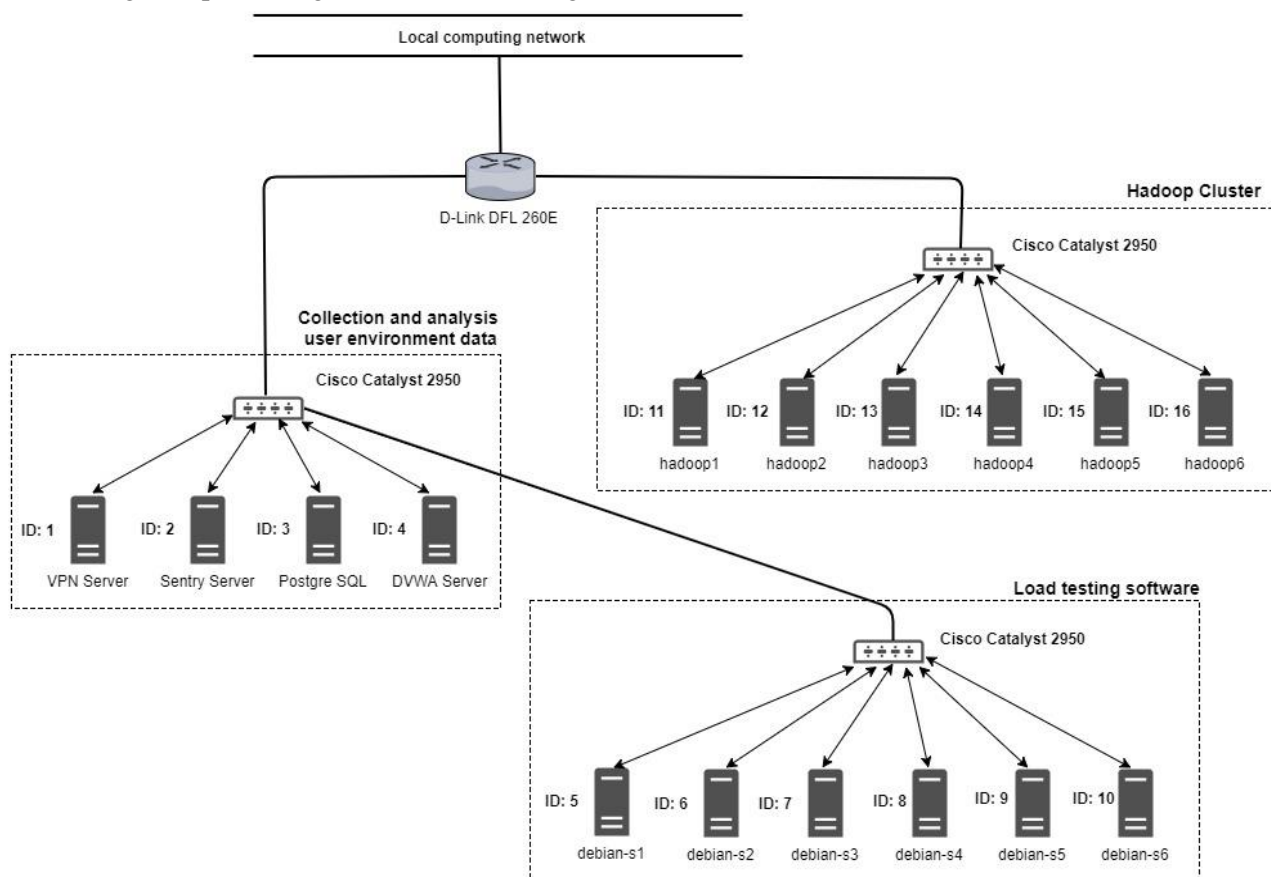 Local computing network
D-Link DFL 260E
Hadoop Cluster
Cisco Catalyst 2950
ID: 11
ID: 12
ID: 13
ID: 14
ID: 15
ID: 16
hadoop1
hadoop2
hadoop3
hadoop4
hadoop5
hadoop6
Collection and analysis
user environment data
Cisco Catalyst 2950
ID: 1
ID: 2
ID: 3
ID: 4
VPN Server
Sentry Server
Postgre SQL
DVWA Server
Load testing software
Cisco Catalyst 2950
ID: 5
ID: 6
ID: 7
ID: 8
ID: 9
ID: 10
debian-s1
debian-s2
debian-s3
debian-s4
debian-s5
debian-s6